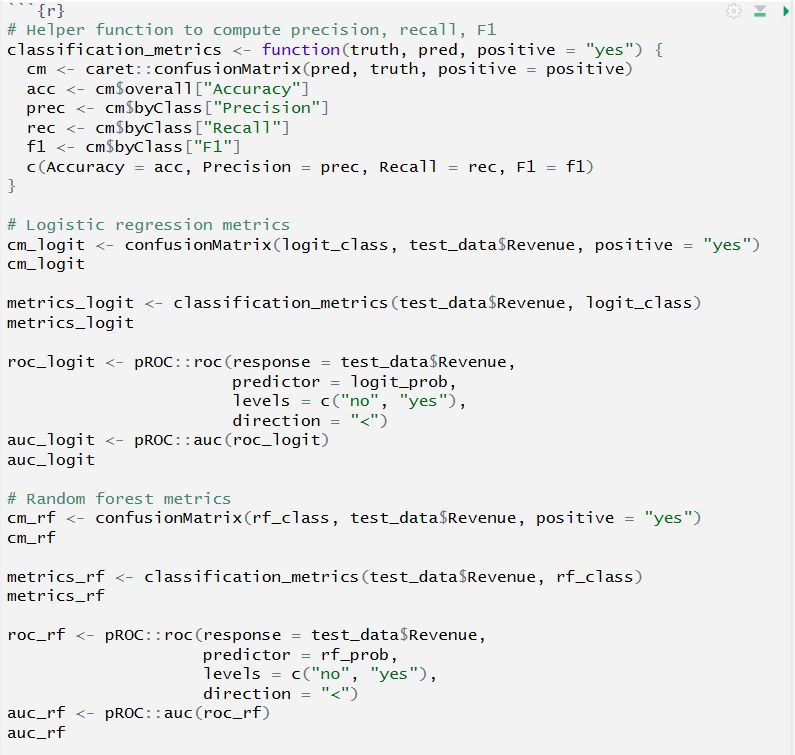 ```{r}
# Helper function to compute precision, recall, F1
classification_metrics <- function(truth, pred, positive = "yes") {
  cm <- caret::confusionMatrix(pred, truth, positive = positive)
  acc <- cm$overall["Accuracy"]
  prec <- cm$byClass["Precision"]
  rec <- cm$byClass["Recall"]
  f1 <- cm$byClass["F1"]
  c(Accuracy = acc, Precision = prec, Recall = rec, F1 = f1)
}

# Logistic regression metrics
cm_logit <- confusionMatrix(logit_class, test_data$Revenue, positive = "yes")
cm_logit

metrics_logit <- classification_metrics(test_data$Revenue, logit_class)
metrics_logit

roc_logit <- pROC::roc(response = test_data$Revenue,
                       predictor = logit_prob,
                       levels = c("no", "yes"),
                       direction = "<")
auc_logit <- pROC::auc(roc_logit)
auc_logit

# Random forest metrics
cm_rf <- confusionMatrix(rf_class, test_data$Revenue, positive = "yes")
cm_rf

metrics_rf <- classification_metrics(test_data$Revenue, rf_class)
metrics_rf

roc_rf <- pROC::roc(response = test_data$Revenue,
                    predictor = rf_prob,
                    levels = c("no", "yes"),
                    direction = "<")
auc_rf <- pROC::auc(roc_rf)
auc_rf